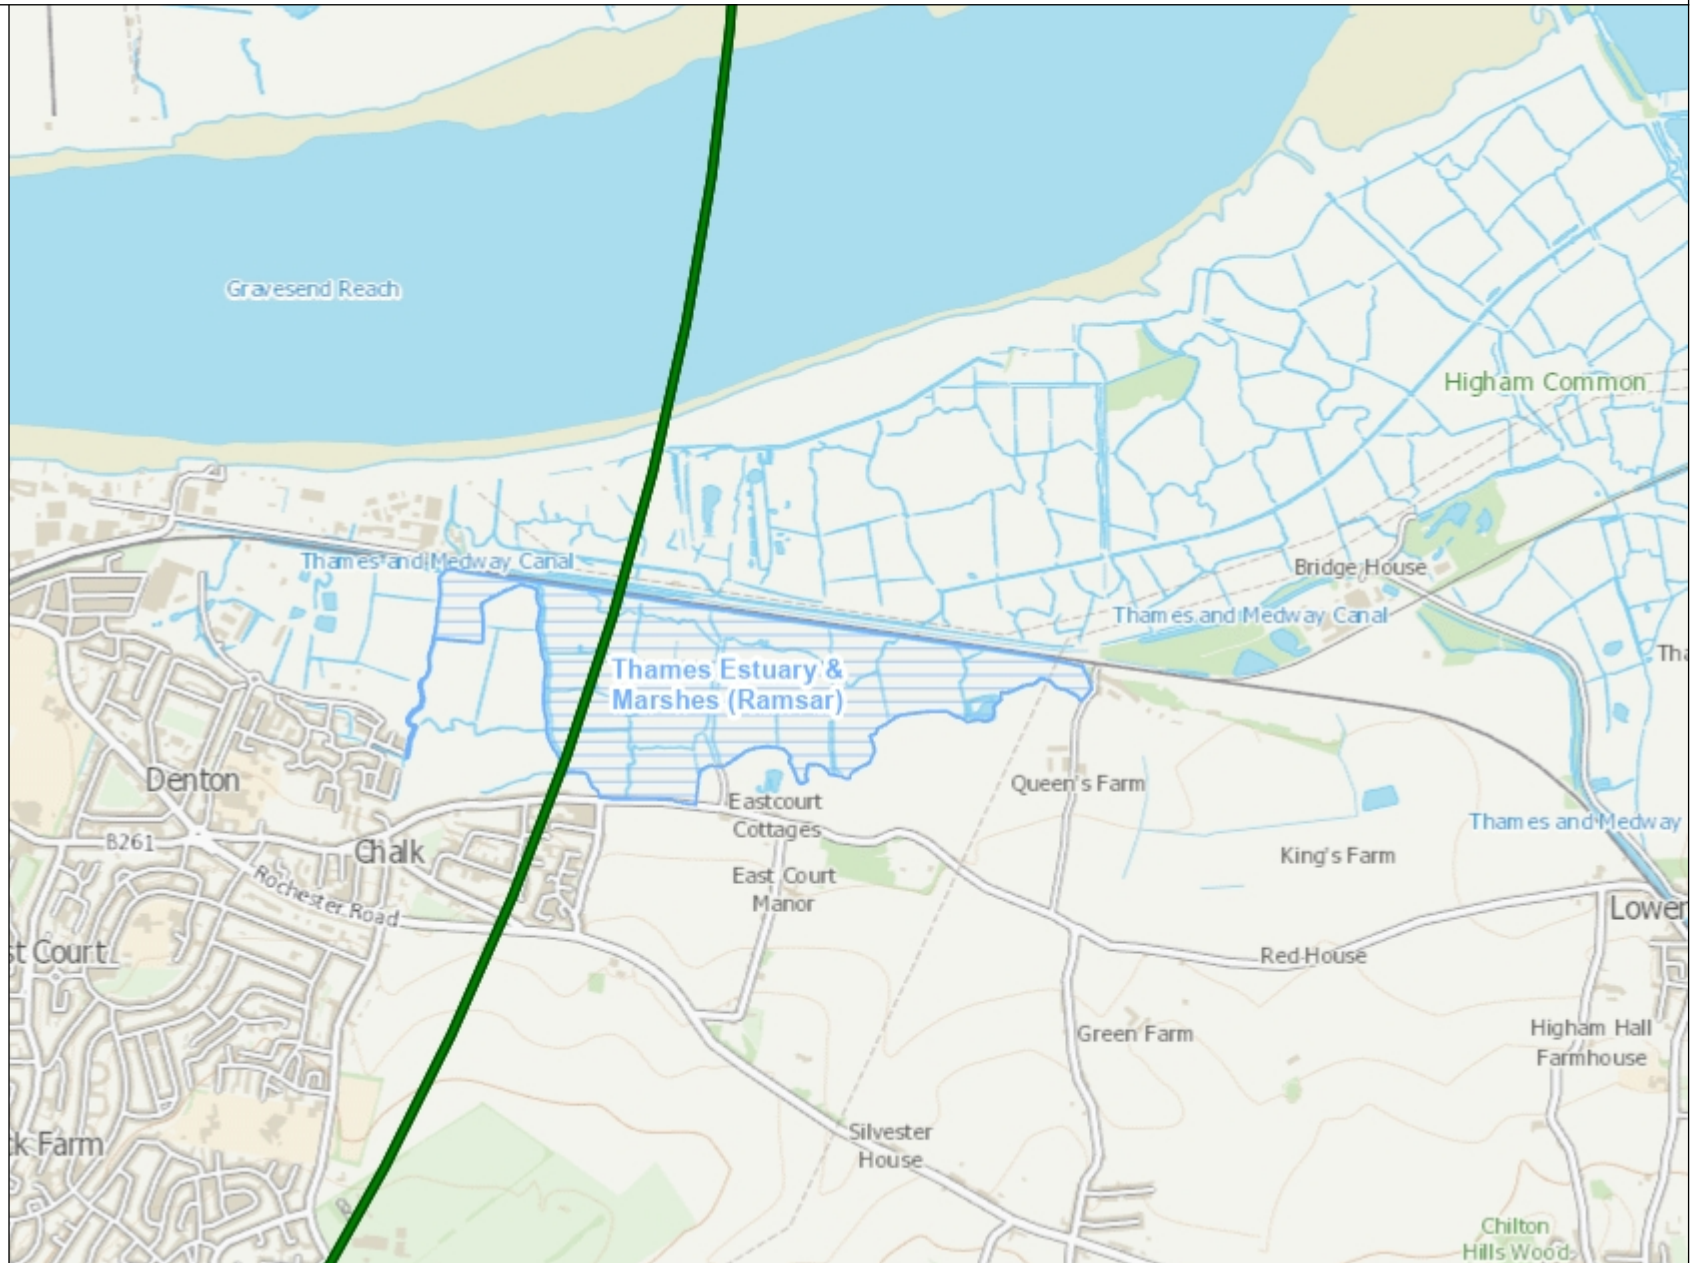 Gravesend Reach
Higham Common
Thames and Medway Canal
Bridge House
Thames and Medway Canal
Thames Estuary &
Marshes (Ramsar)
Tha
Denton
Queen's Farm
Eastcourt
Cottages
Thames and Medway
B261
Chalk
King's Farm
Rochester Road
East Court
Manor
Lower
st Court
Red House
Green Farm
Higham Hall
Farmhouse
k Farm
Silvester
House
Chilton
Hills Wood